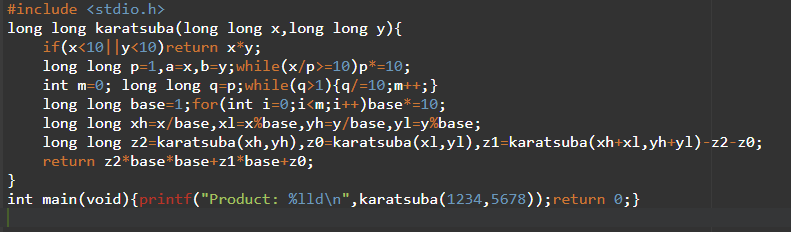 #include <stdio.h>
long long karatsuba(long long x,long long y){
    if(x<10||y<10)return x*y;
    long long p=1,a=x,b=y;while(x/p>=10)p*=10;
    int m=0; long long q=p;while(q>1){q/=10;m++;}
    long long base=1;for(int i=0;i<m;i++)base*=10;
    long long xh=x/base,xl=x%base,yh=y/base,yl=y%base;
    long long z2=karatsuba(xh,yh),z0=karatsuba(xl,yl),z1=karatsuba(xh+xl,yh+yl)-z2-z0;
    return z2*base*base+z1*base+z0;
}
int main(void){printf("Product: %lld\n",karatsuba(1234,5678));return 0;}